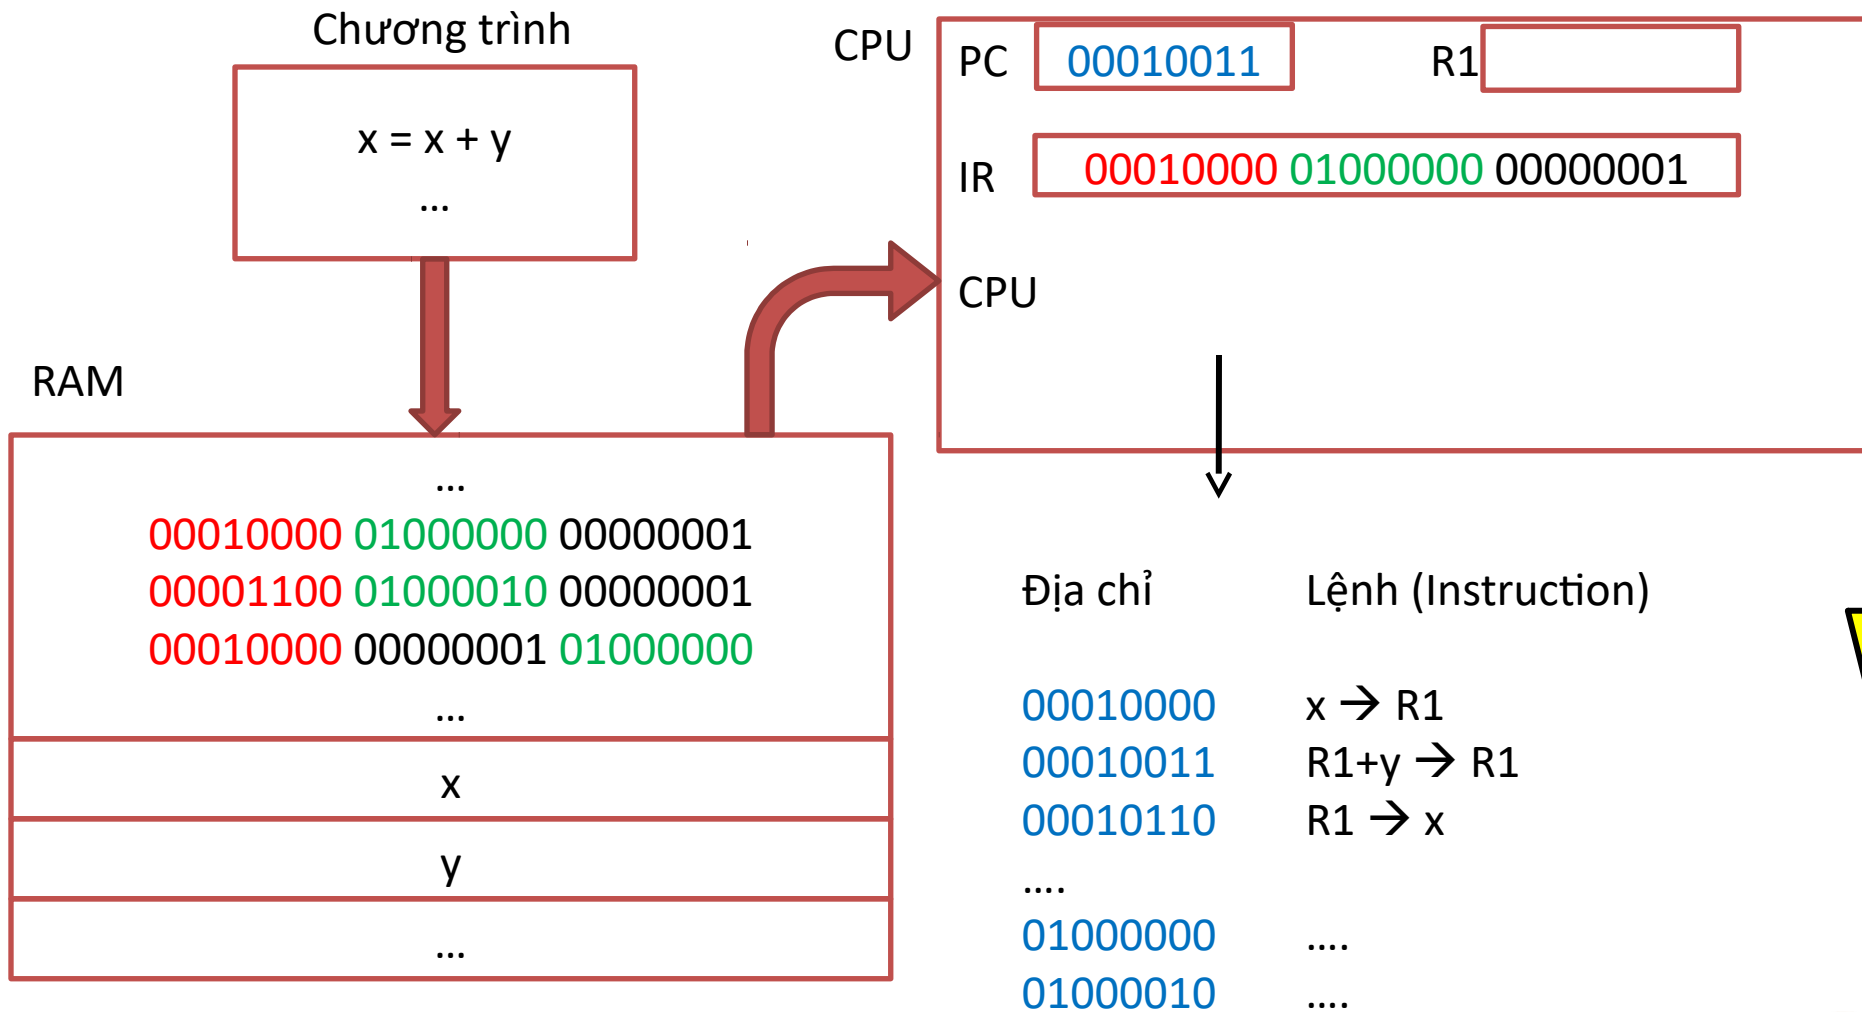 Chương trình
x = x + y
...
RAM
...
00010000 01000000 00000001
00001100 01000010 00000001
00010000 00000001 01000000
...
x
y
...
CPU
PC 00010011 R1
IR 00010000 01000000 00000001
CPU
Địa chỉ Lệnh (Instruction)
00010000 x → R1
00010011 R1+y → R1
00010110 R1 → x
....
01000000 ....
01000010 ....